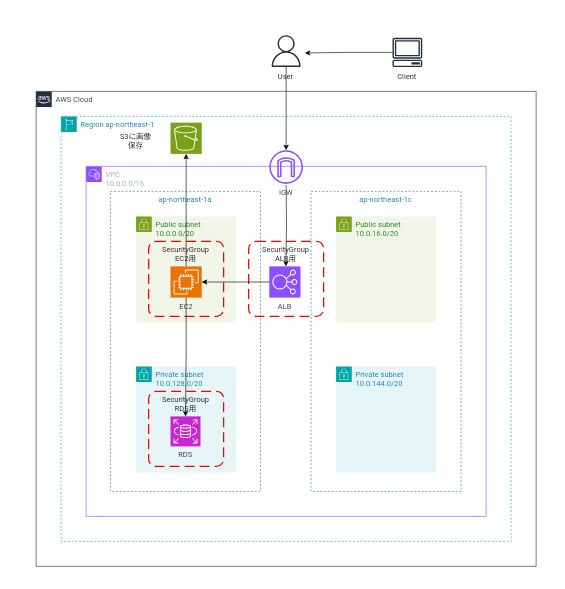 User
Client
aws
AWS Cloud
Region ap-northeast-1
S3に画像
保存
VPC
10.0.0.0/16
IGW
ap-northeast-1a
ap-northeast-1c
Public subnet
10.0.0.0/20
Public subnet
10.0.16.0/20
SecurityGroup
EC2用
SecurityGroup
ALB用
EC2
ALB
Private subnet
10.0.128.0/20
Private subnet
10.0.144.0/20
SecurityGroup
RDS用
RDS